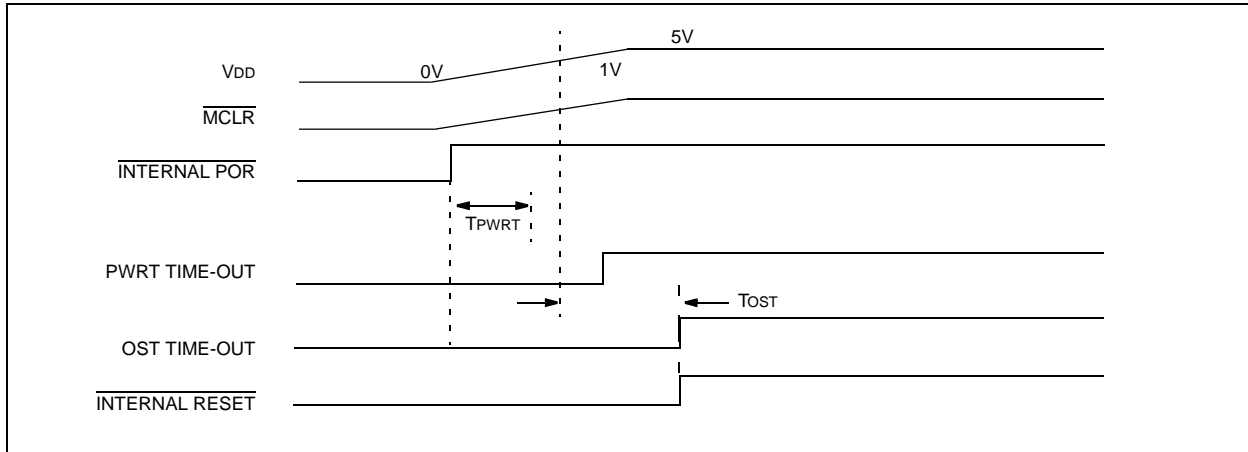 5V
VDD
0V
1V
MCLR
INTERNAL POR
TPWRT
PWRT TIME-OUT
TOST
OST TIME-OUT
INTERNAL RESET